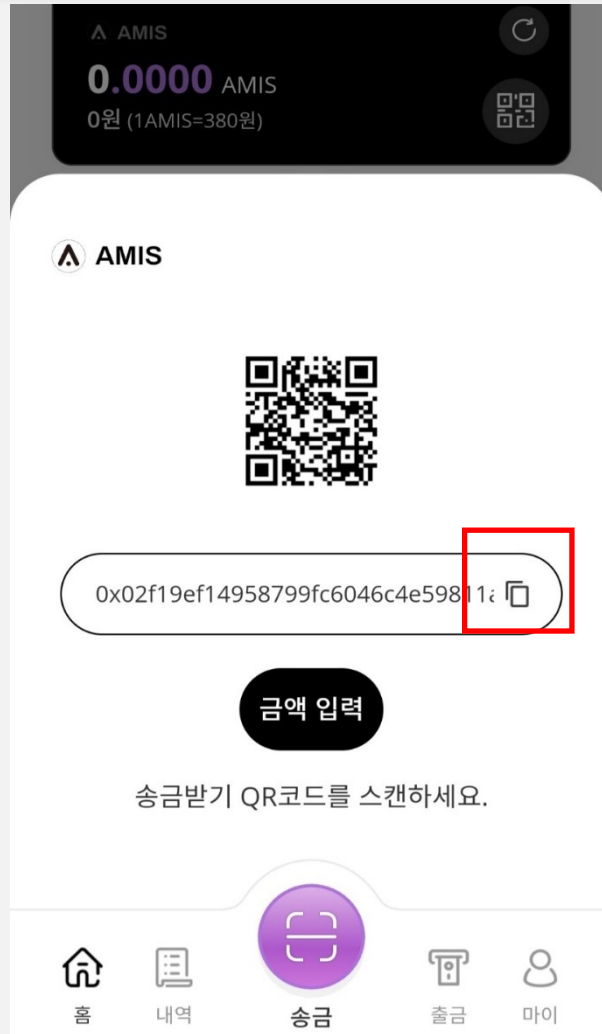 AMIS
0.0000 AMIS
0원 (1AMIS=380원)
AMIS
0x02f19ef14958799fc6046c4e59811a
금액 입력
송금받기 QR코드를 스캔하세요.
홈 내역 송금 출금 마이